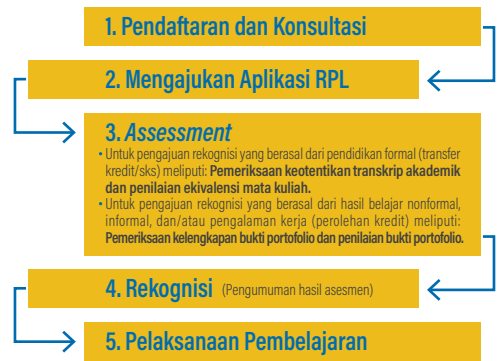 1. Pendaftaran dan Konsultasi
2. Mengajukan Aplikasi RPL
3. Assessment
• Untuk pengajuan rekognisi yang berasal dari pendidikan formal (transfer
kredit/sks) meliputi: Pemeriksaan keotentikan transkrip akademik
dan penilaian ekivalensi mata kuliah.
• Untuk pengajuan rekognisi yang berasal dari hasil belajar nonformal,
informal, dan/atau pengalaman kerja (perolehan kredit) meliputi:
Pemeriksaan kelengkapan bukti portofolio dan penilaian bukti portofolio.
4. Rekognisi (Pengumuman hasil asesmen)
5. Pelaksanaan Pembelajaran